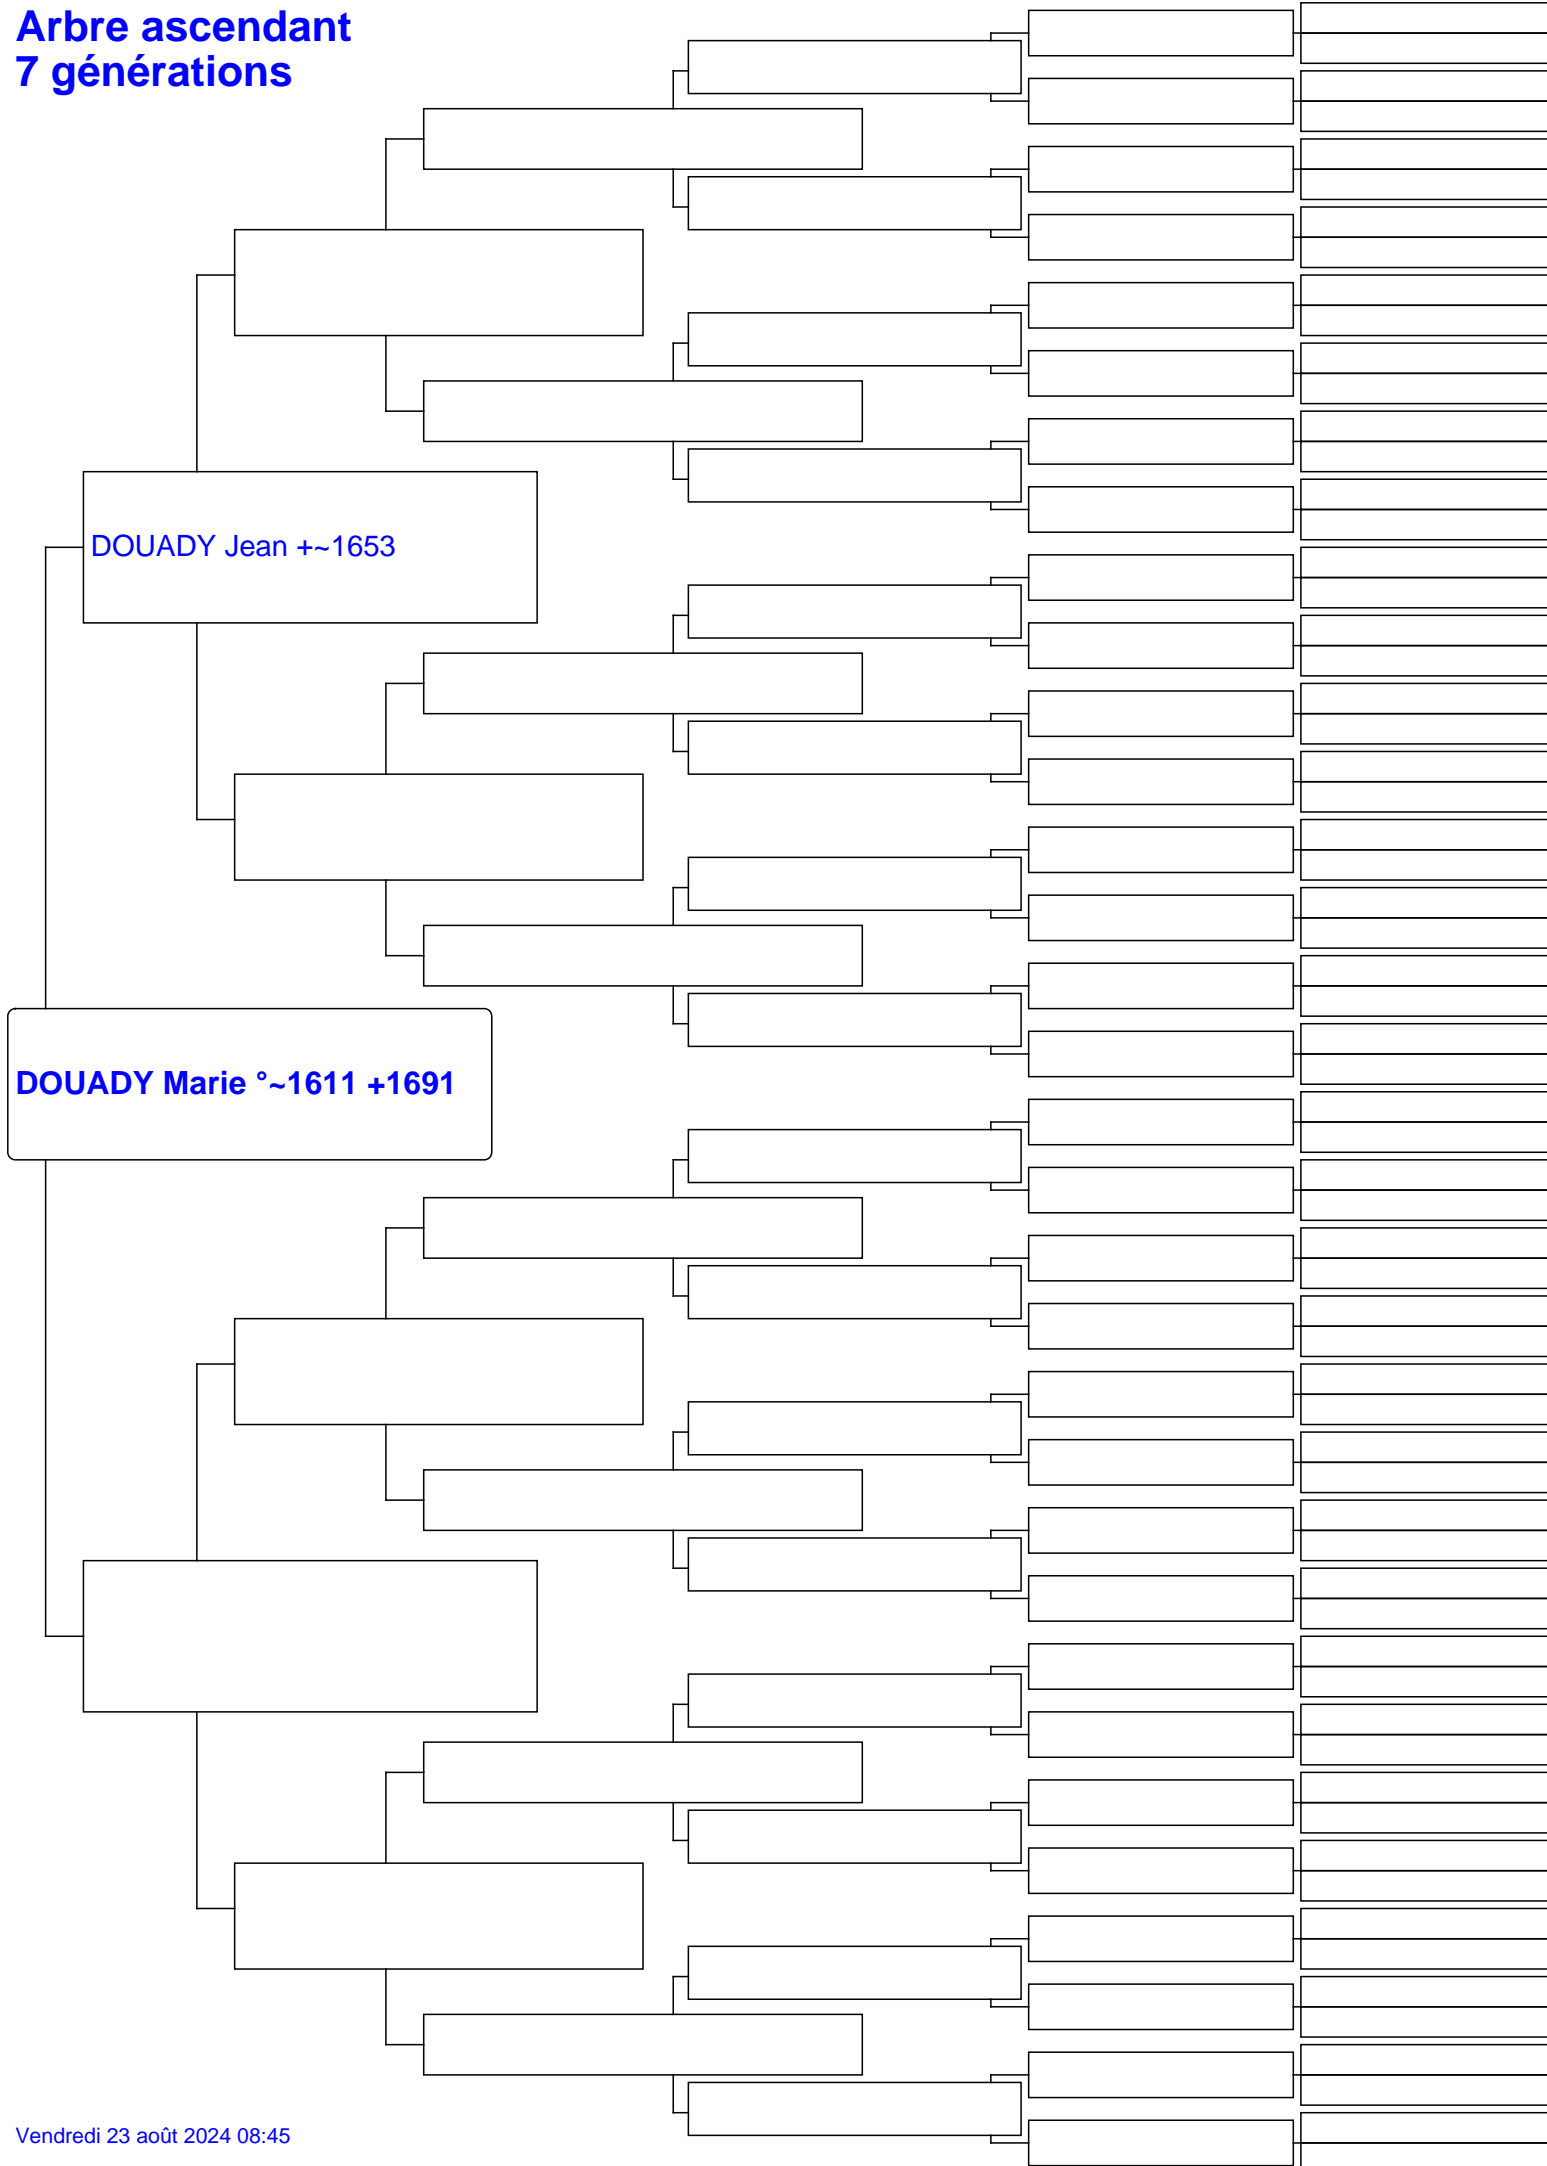 Arbre ascendant
7 générations
DOUADY Jean +~1653
DOUADY Marie °~1611 +1691
Vendredi 23 août 2024 08:45